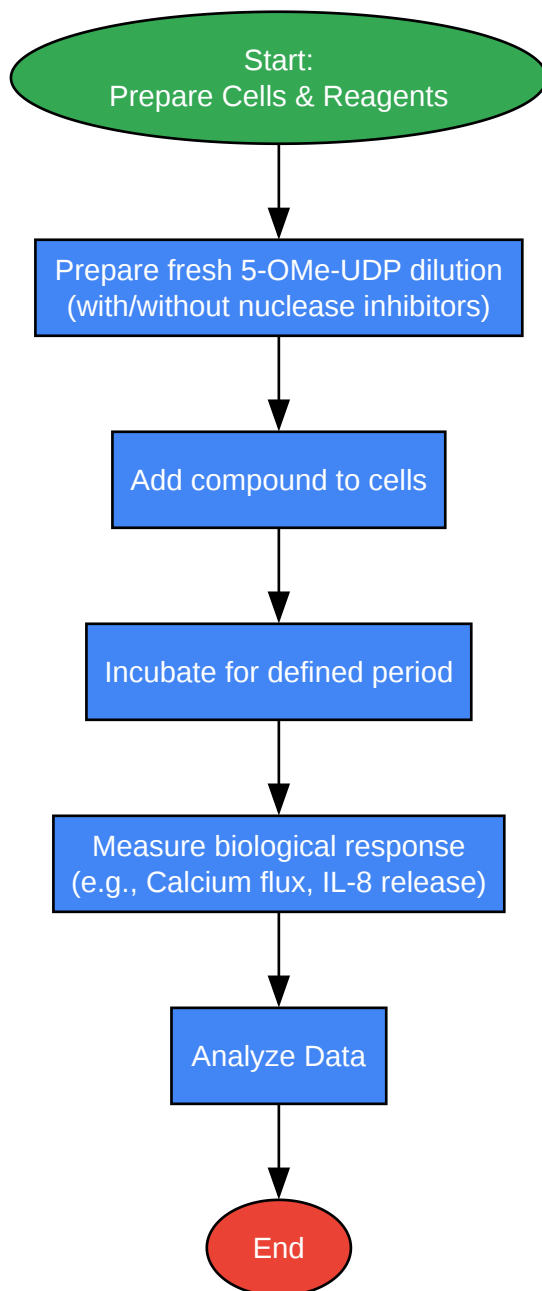 Start:
Prepare Cells & Reagents
Prepare fresh 5-OMe-UDP dilution
(with/without nuclease inhibitors)
Add compound to cells
Incubate for defined period
Measure biological response
(e.g., Calcium flux, IL-8 release)
Analyze Data
End